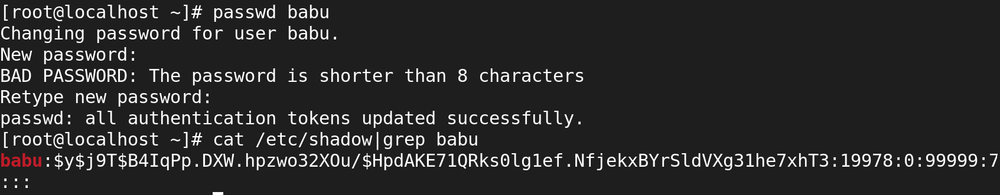 [root@localhost ~]# passwd babu
Changing password for user babu.
New password:
BAD PASSWORD: The password is shorter than 8 characters
Retype new password:
passwd: all authentication tokens updated successfully.
[root@localhost ~]# cat /etc/shadow|grep babu
babu:$y$j9T$B4IqPp.DXW.hpzwo32XOu/$HpdAKE71QRks0lg1ef.NfjekxBYrSldVXg31he7xhT3:19978:0:99999:7
:::